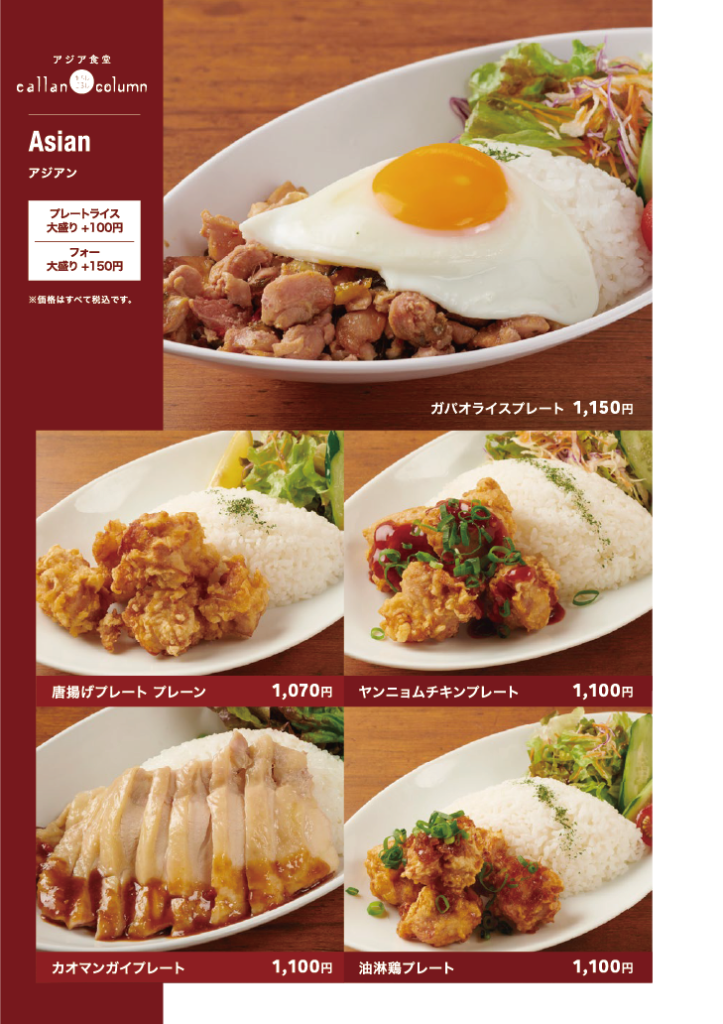 アジア食堂
callan column
Asian
アジアン
プレートライス
大盛り +100円
フォー
大盛り +150円
※価格はすべて税込です。
ガパオライスプレート 1,150円
唐揚げプレート プレーン 1,070円
ヤンニョムチキンプレート 1,100円
カオマンガイプレート 1,100円
油淋鶏プレート 1,100円